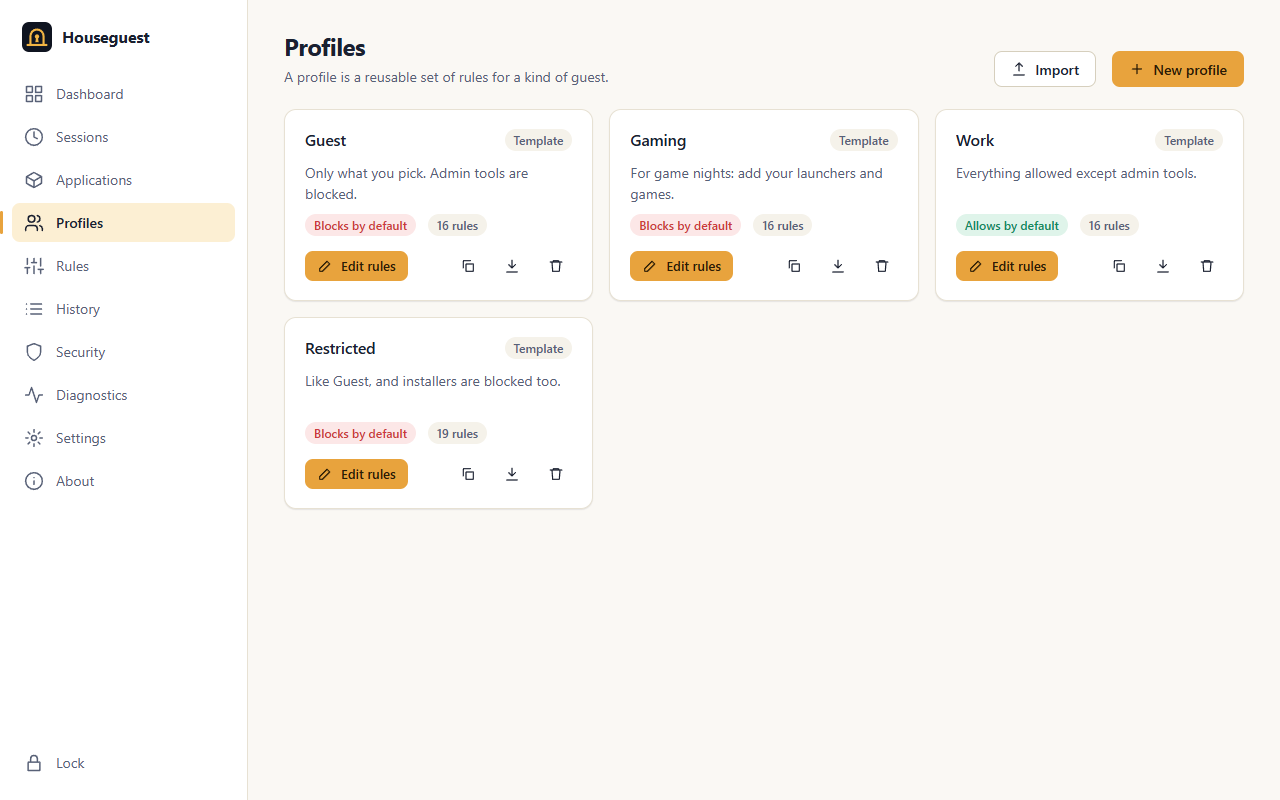 Houseguest
Dashboard
Sessions
Applications
Profiles
Rules
History
Security
Diagnostics
Settings
About
Lock
Profiles
A profile is a reusable set of rules for a kind of guest.
Import
New profile
Guest
Template
Only what you pick. Admin tools are
blocked.
Blocks by default
16 rules
Edit rules
Gaming
Template
For game nights: add your launchers and
games.
Blocks by default
16 rules
Edit rules
Work
Template
Everything allowed except admin tools.
Allows by default
16 rules
Edit rules
Restricted
Template
Like Guest, and installers are blocked too.
Blocks by default
19 rules
Edit rules